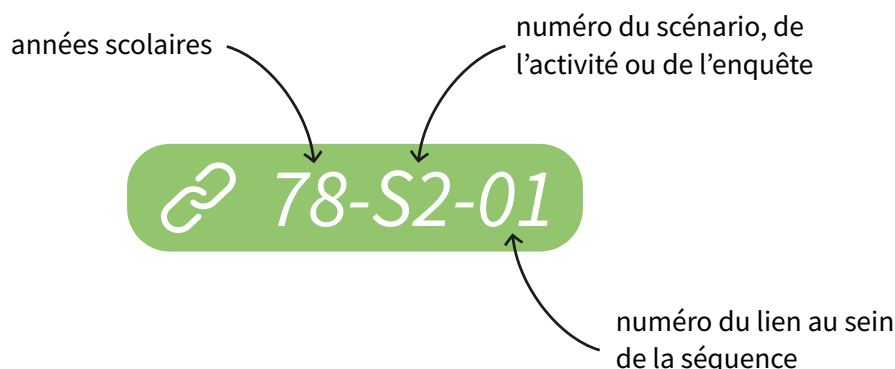 années scolaires
numéro du scénario, de
l’activité ou de l’enquête
78-S2-01
numéro du lien au sein
de la séquence